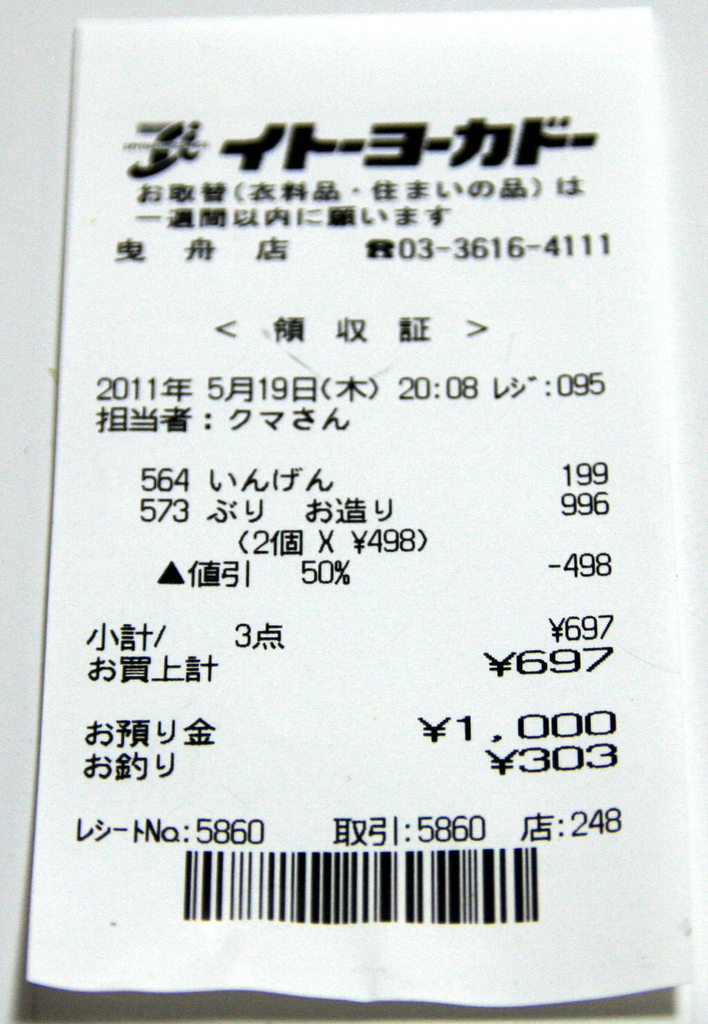 イトーヨーカドー
お取替(衣料品・住まいの品)は
一週間以内に願います
曳舟店 ☎03-3616-4111
< 領収証 >
2011年 5月19日(木) 20:08 レジ:095
担当者:クマさん
564 いんげん 199
573 ぶり お造り 996
(2個 X ¥498)
▲値引 50% -498
小計/ 3点 ¥697
お買上計 ¥697
お預り金 ¥1,000
お釣り ¥303
レシートNo:5860 取引:5860 店:248